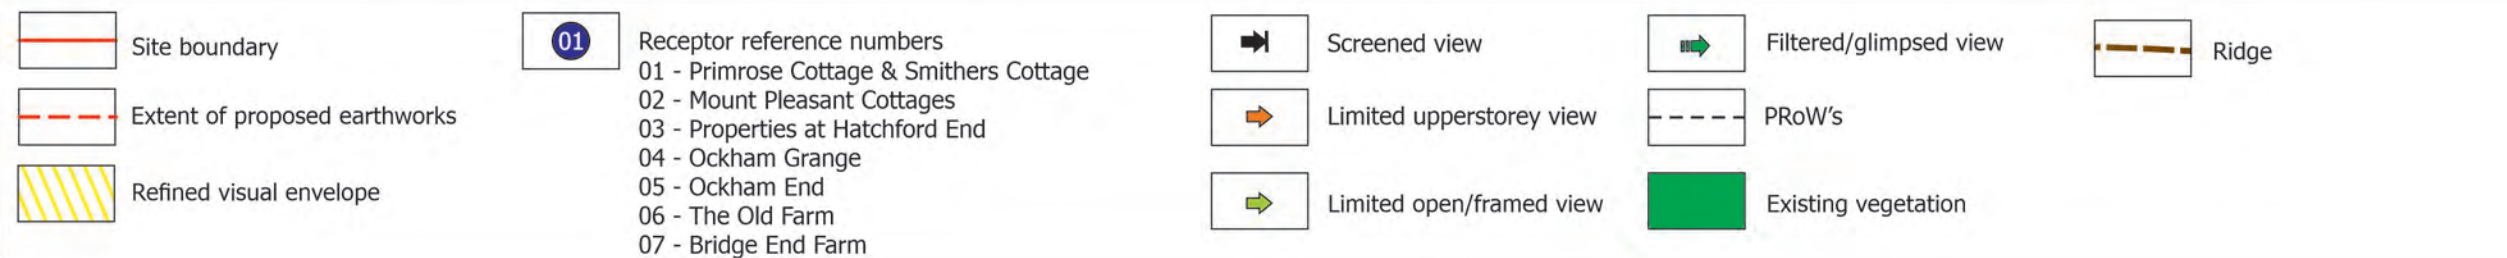 Site boundary
Extent of proposed earthworks
Refined visual envelope
01
Receptor reference numbers
01 - Primrose Cottage & Smithers Cottage
02 - Mount Pleasant Cottages
03 - Properties at Hatchford End
04 - Ockham Grange
05 - Ockham End
06 - The Old Farm
07 - Bridge End Farm
Screened view
Limited upperstorey view
Limited open/framed view
Filtered/glimpsed view
PRoW's
Existing vegetation
Ridge